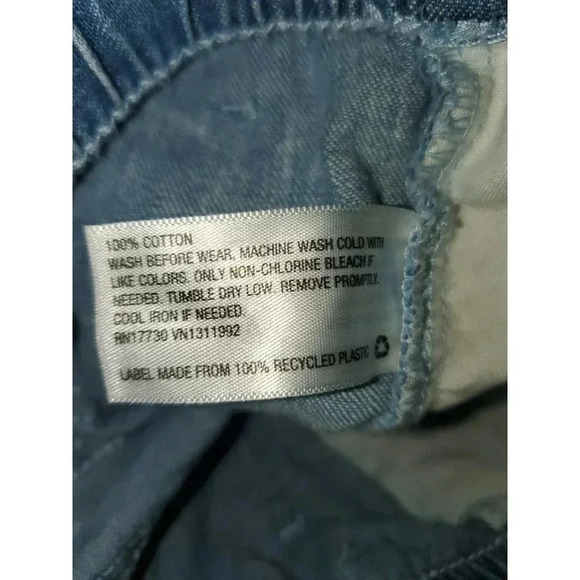 100% COTTON
WASH BEFORE WEAR. MACHINE WASH COLD WITH
LIKE COLORS. ONLY NON-CHLORINE BLEACH IF
NEEDED. TUMBLE DRY LOW. REMOVE PROMPTLY.
COOL IRON IF NEEDED.
RN17730 VN1311992
LABEL MADE FROM 100% RECYCLED PLASTIC